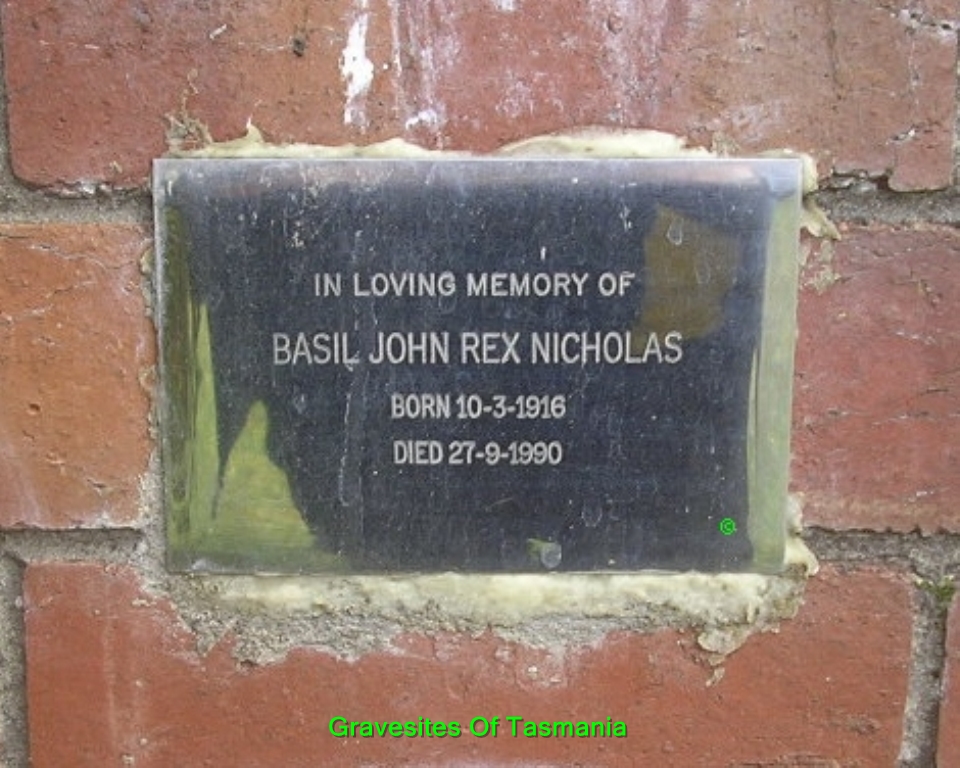 IN LOVING MEMORY OF
BASIL JOHN REX NICHOLAS
BORN 10-3-1916
DIED 27-9-1990
©
Gravesites Of Tasmania